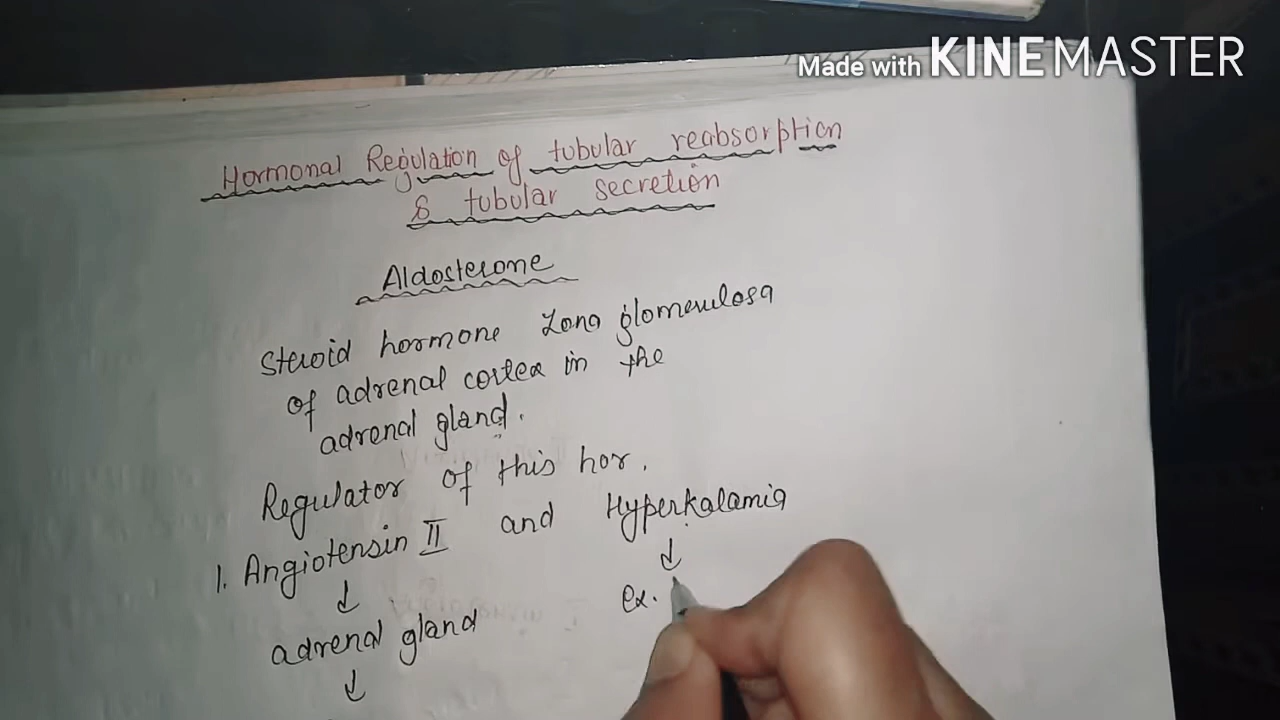 Made with KINEMASTER
Hormonal Regulation of tubular reabsorption
& tubular secretion
Aldosterone
Steroid hormone Zona glomerulosa
of adrenal cortex in the
adrenal gland.
Regulator of this hor.
1. Angiotensin II and Hyperkalamia
↓ ↓
adrenal gland ex.
↓